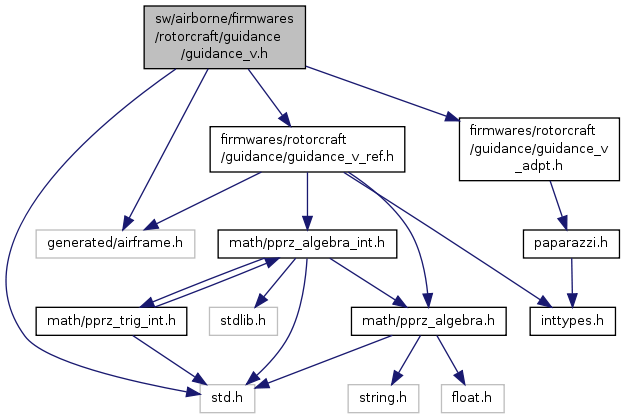 sw/airborne/firmwares
/rotorcraft/guidance
/guidance_v.h
firmwares/rotorcraft
/guidance/guidance_v
_adpt.h
firmwares/rotorcraft
/guidance/guidance_v_ref.h
generated/airframe.h
math/pprz_algebra_int.h
paparazzi.h
math/pprz_trig_int.h
stdlib.h
math/pprz_algebra.h
inttypes.h
std.h
string.h
float.h